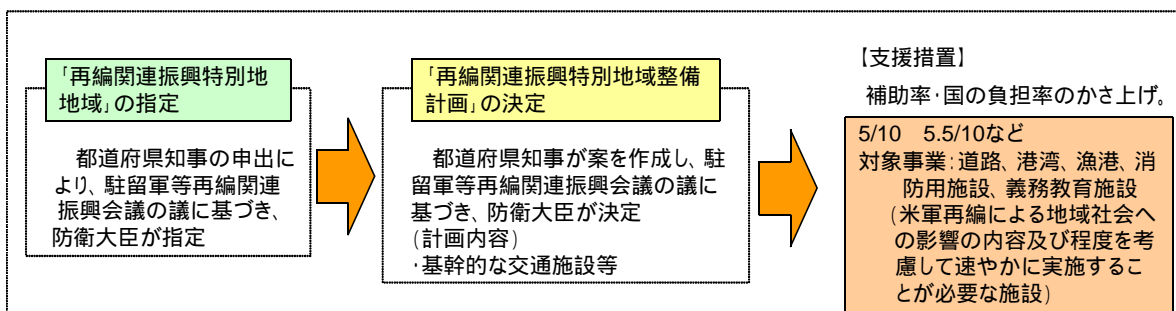 「再編関連振興特別地
地域」の指定
都道府県知事の申出に
より、駐留軍等再編関連
振興会議の議に基づき、
防衛大臣が指定
「再編関連振興特別地域整備
計画」の決定
都道府県知事が案を作成し、駐
留軍等再編関連振興会議の議に
基づき、防衛大臣が決定
(計画内容)
・基幹的な交通施設等
【支援措置】
補助率・国の負担率のかさ上げ。
5/10 5.5/10など
対象事業:道路、港湾、漁港、消
防用施設、義務教育施設
(米軍再編による地域社会へ
の影響の内容及び程度を考
慮して速やかに実施するこ
とが必要な施設)